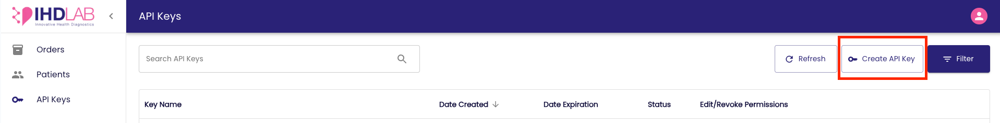 IHDLAB
Innovative Health Diagnostics
API Keys
Orders
Patients
API Keys
Search API Keys
Refresh
Create API Key
Filter
Key Name
Date Created
Date Expiration
Status
Edit/Revoke Permissions